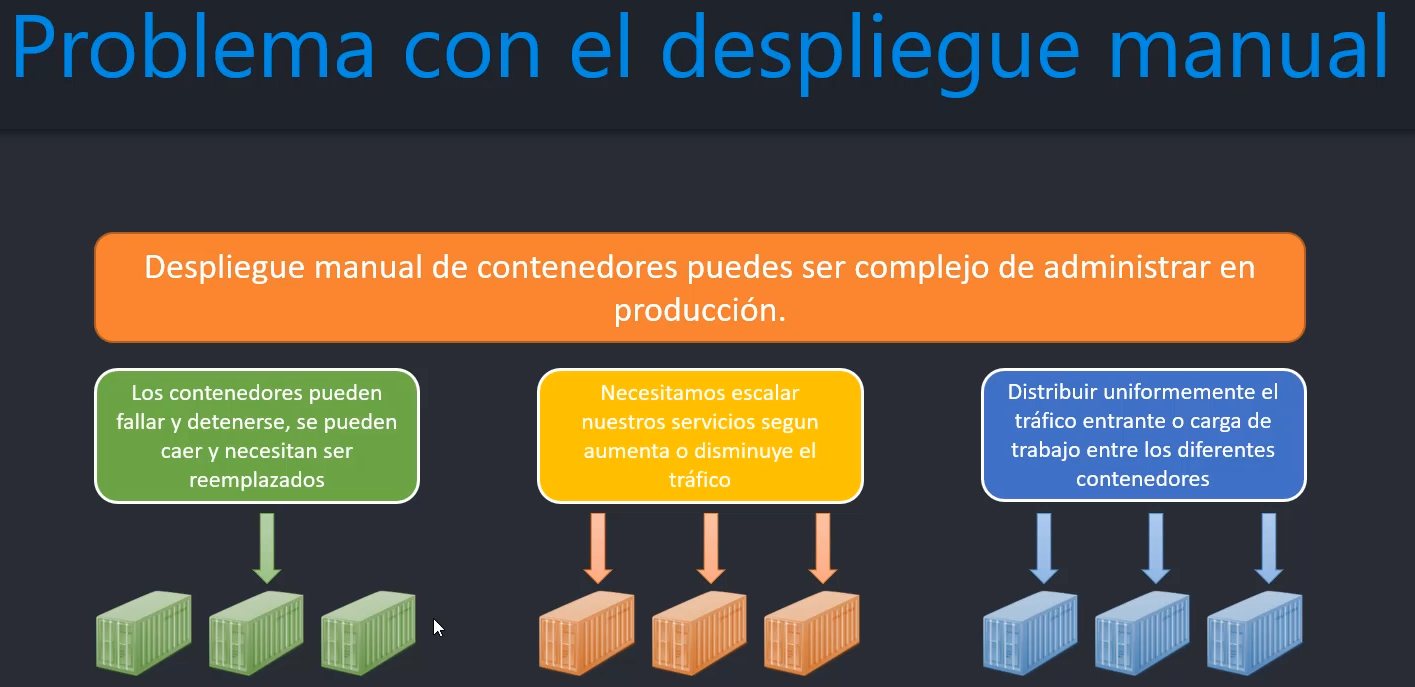 Problema con el despliegue manual
Despliegue manual de contenedores puedes ser complejo de administrar en
producción.
Los contenedores pueden
fallar y detenerse, se pueden
caer y necesitan ser
reemplazados
Necesitamos escalar
nuestros servicios segun
aumenta o disminuye el
tráfico
Distribuir uniformemente el
tráfico entrante o carga de
trabajo entre los diferentes
contenedores